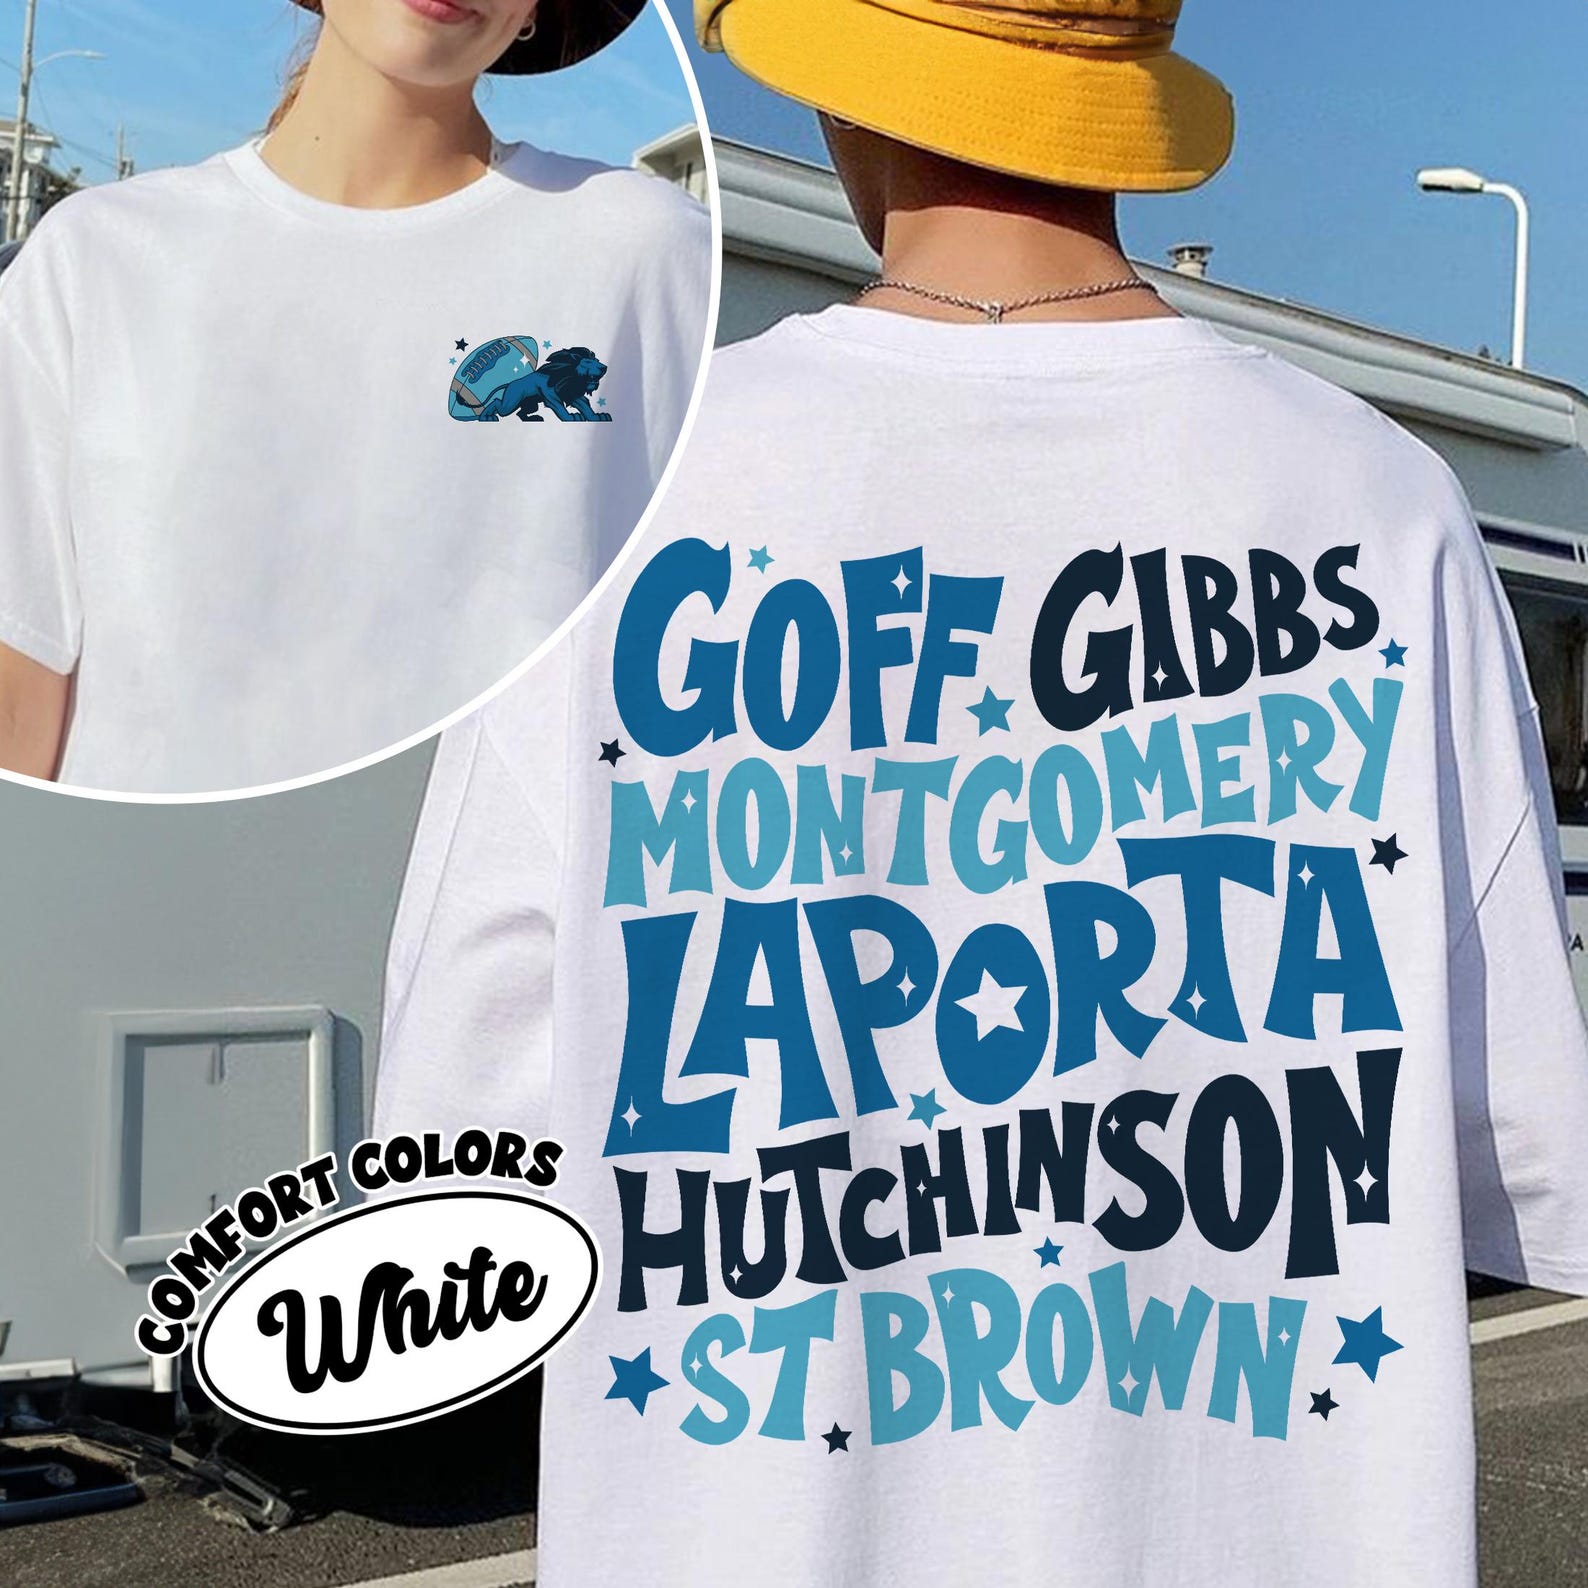 GOFF GIBBS
MONTGOMERY
LAPORTA
HUTCHINSON
ST. BROWN
COMFORT COLORS
White